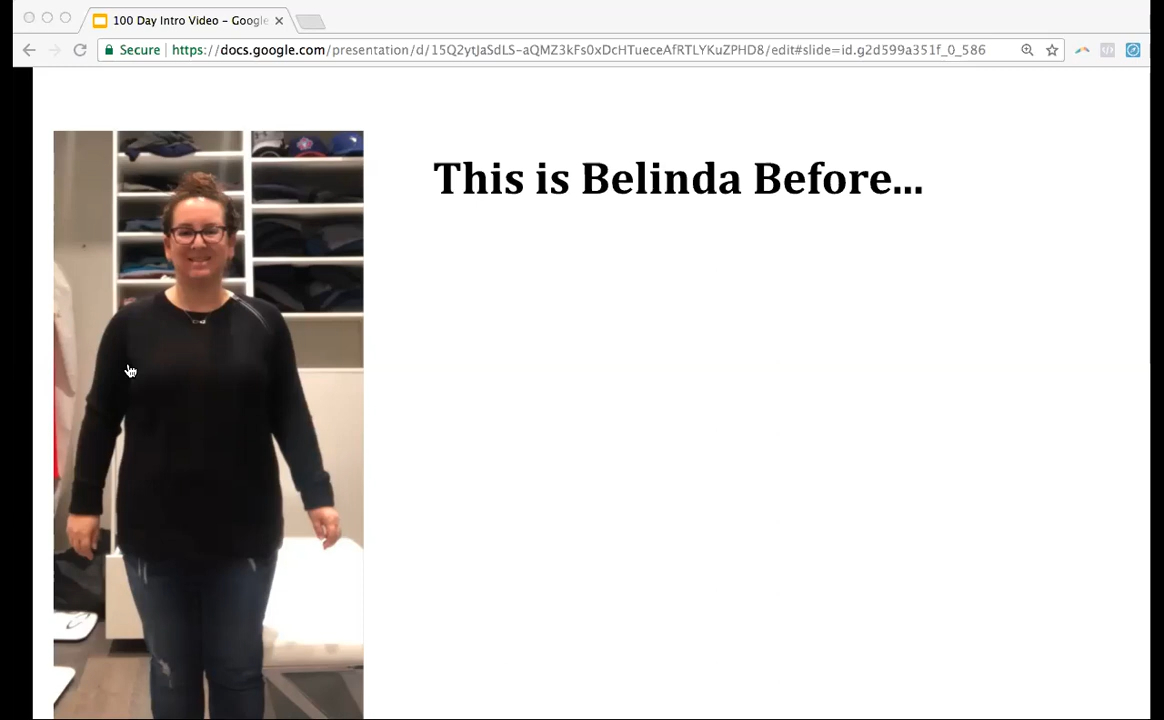 100 Day Intro Video - Google
Secure
https://docs.google.com/presentation/d/15Q2ytJaSdLS-aQMZ3kFs0xDcHTueceAfRTLYKuZPHD8/edit#slide=id.g2d599a351f_0_586
This is Belinda Before...